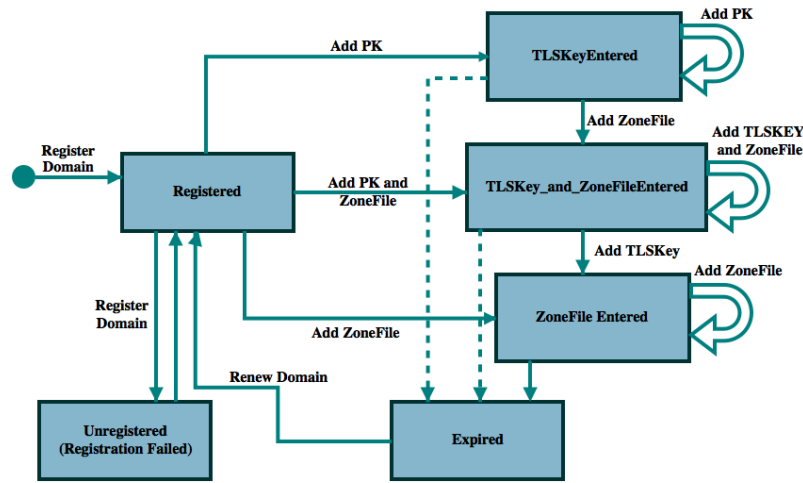 Add PK
Add PK
TLSKeyEntered
Add ZoneFile
Add TLSKEY
and ZoneFile
Register
Domain
Registered
Add PK and
ZoneFile
TLSKey_and_ZoneFileEntered
Add TLSKey
Add ZoneFile
Register
Domain
ZoneFile Entered
Add ZoneFile
Renew Domain
Unregistered
(Registration Failed)
Expired